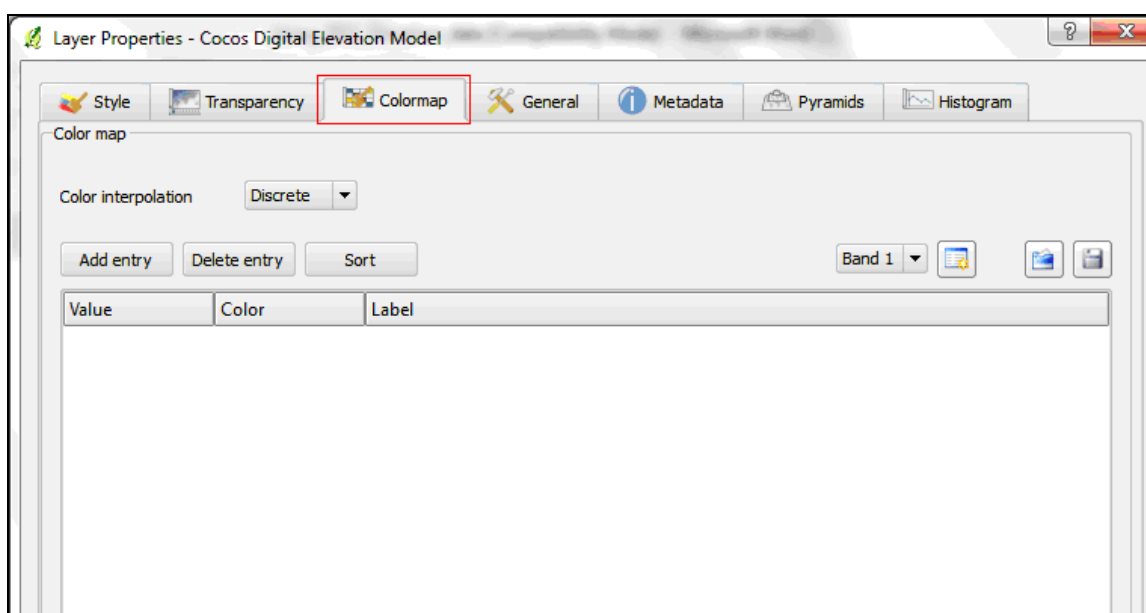 Layer Properties - Cocos Digital Elevation Model
Style Transparency Colormap General Metadata Pyramids Histogram
Color map
Color interpolation Discrete
Add entry Delete entry Sort Band 1
Value Color Label